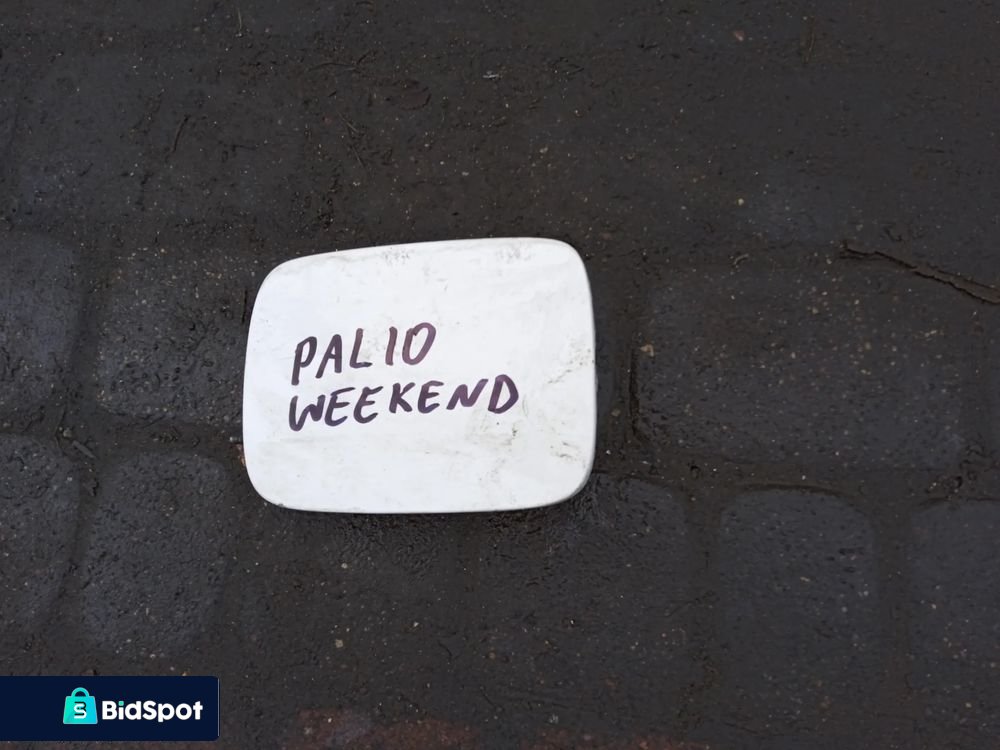 PALIO
WEEKEND
BidSpot